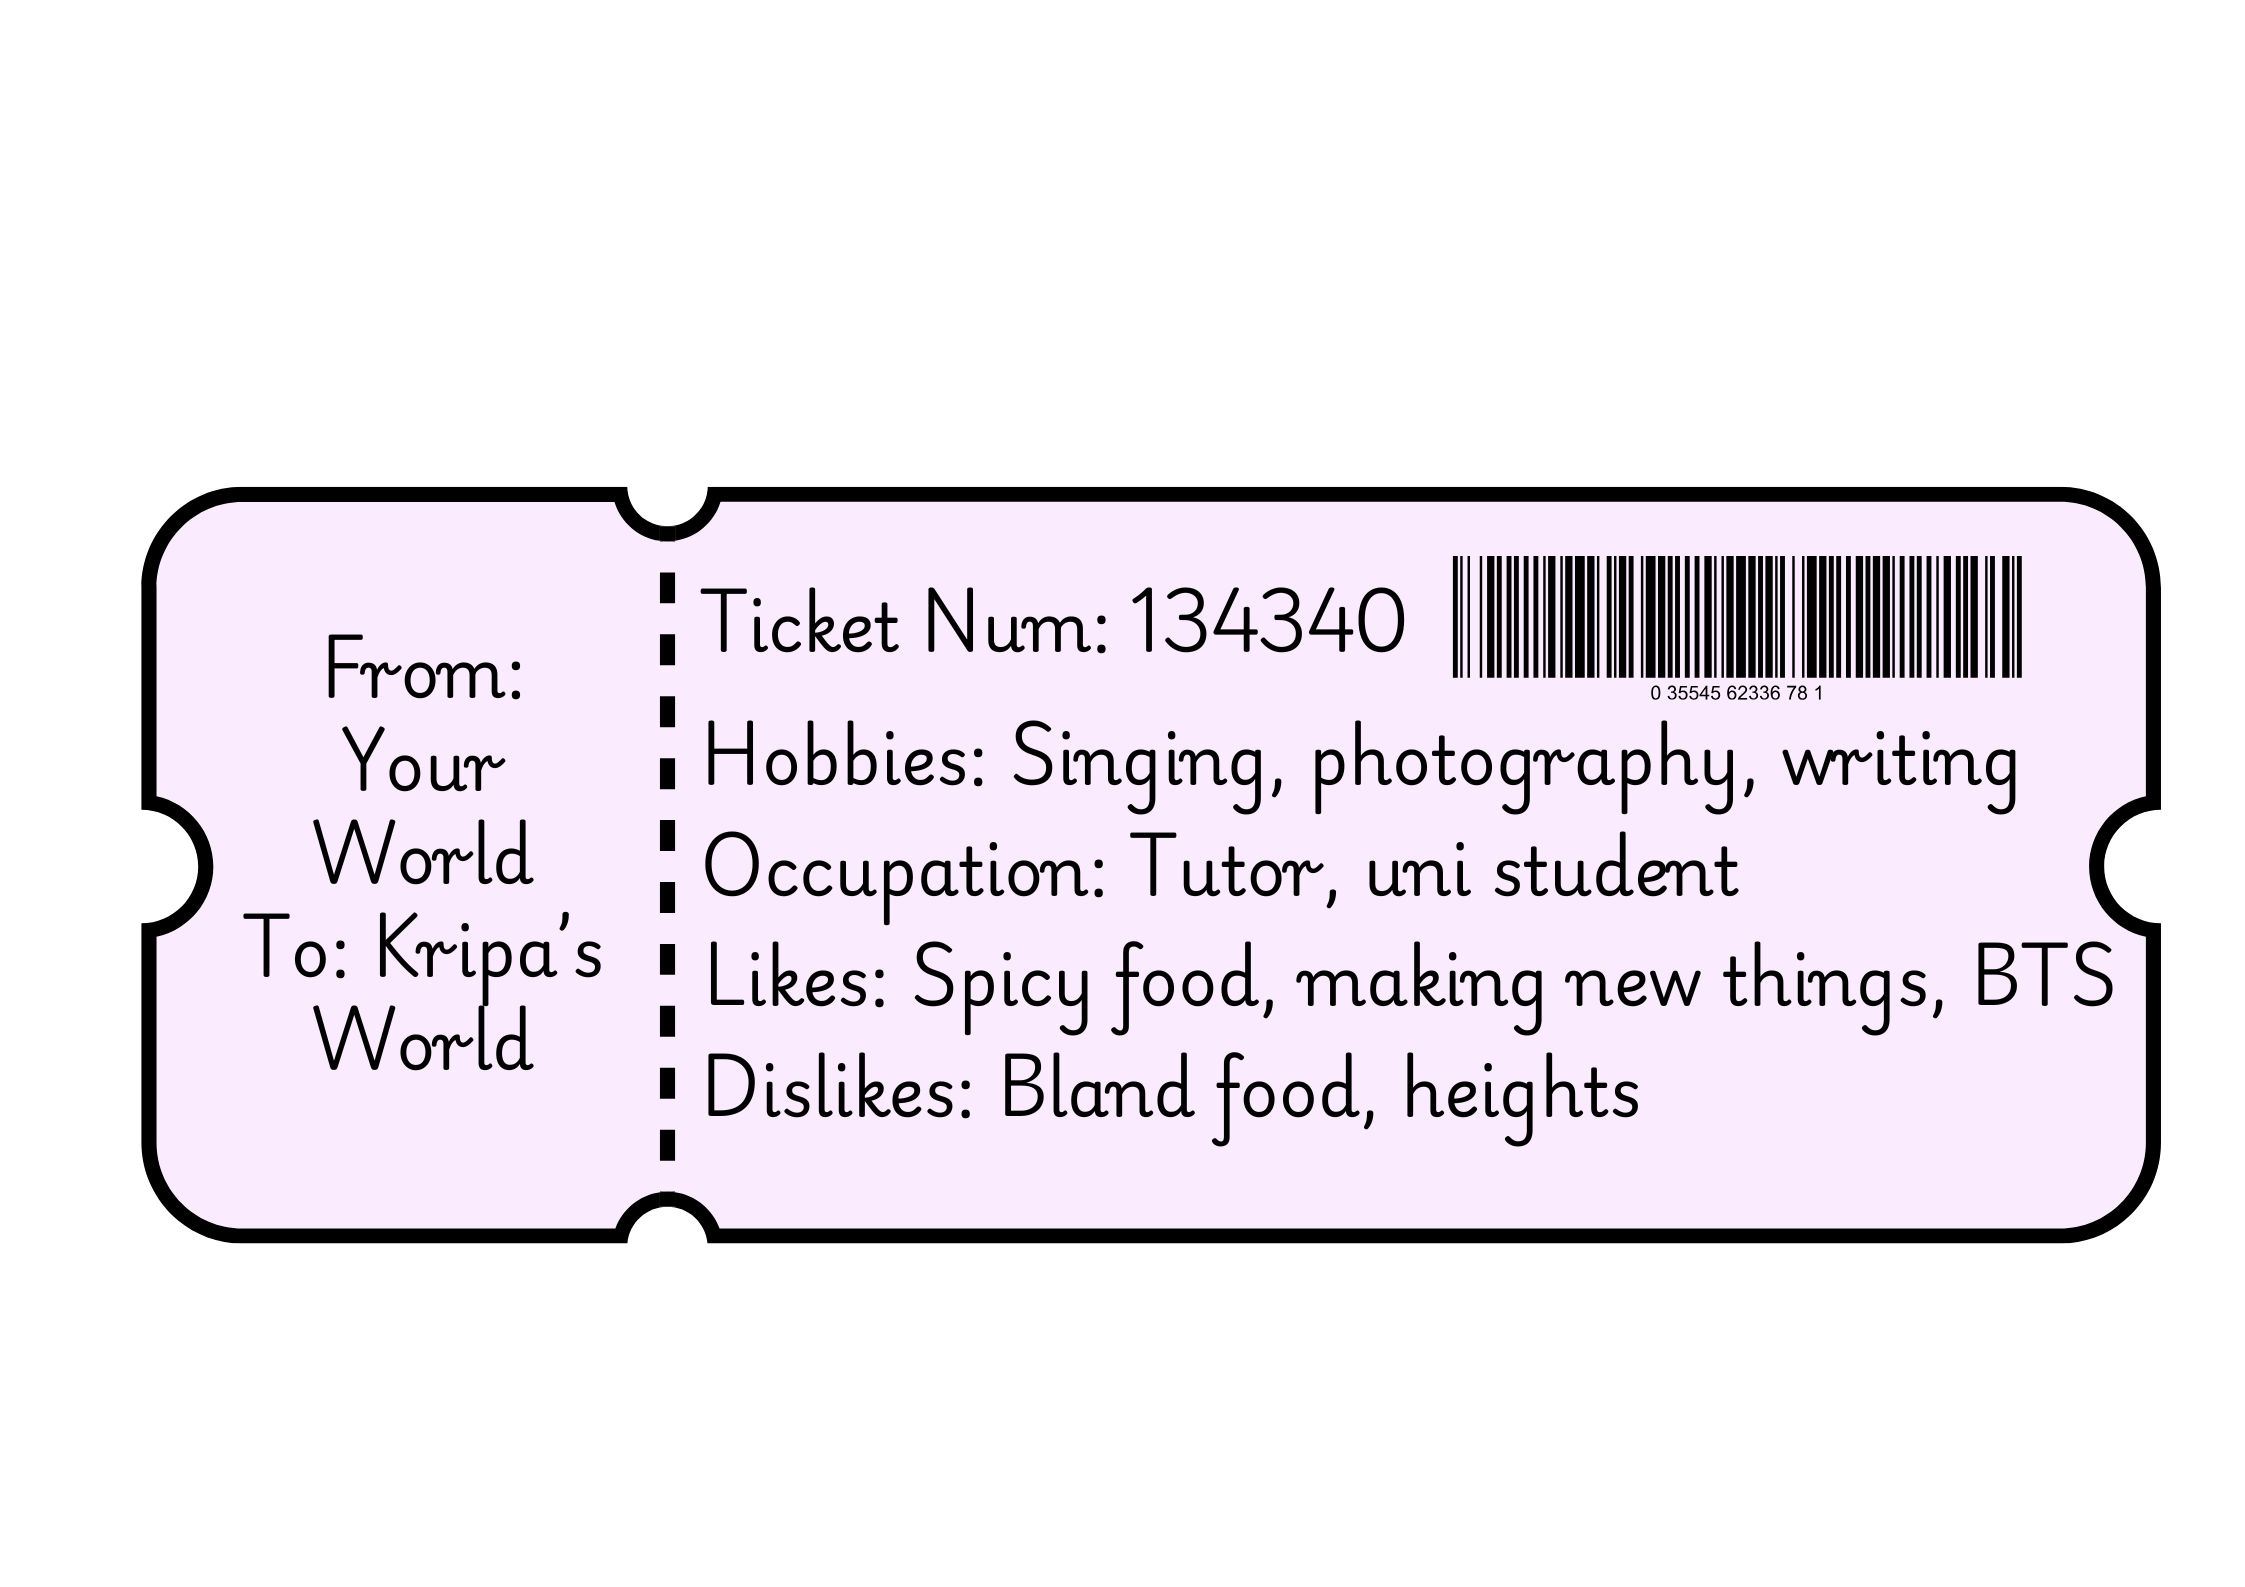 From:
Your
World
To: Kripa's
World
Ticket Num: 134340
0 35545 62336 78 1
Hobbies: Singing, photography, writing
Occupation: Tutor, uni student
Likes: Spicy food, making new things, BTS
Dislikes: Bland food, heights